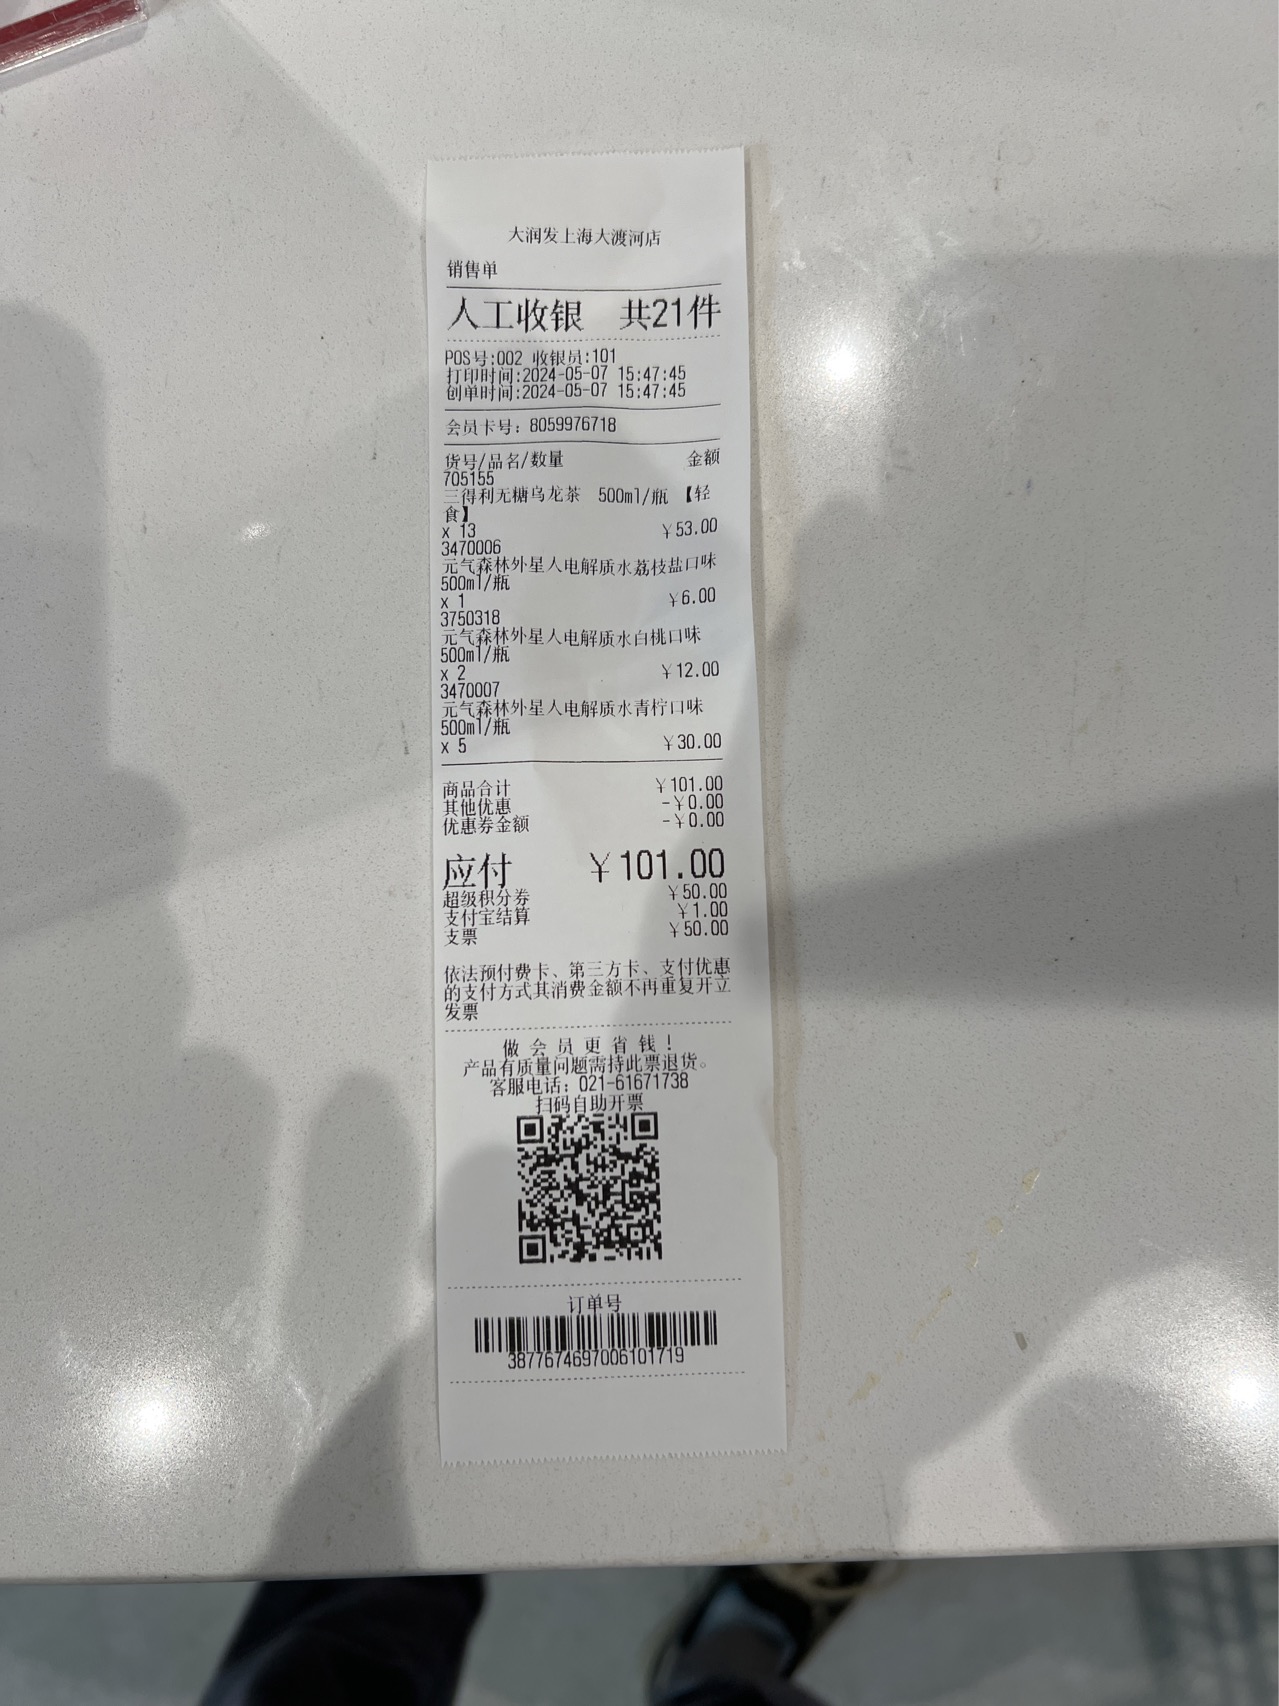 大润发上海大渡河店
销售单
人工收银 共21件
POS号:002 收银员:101
打印时间:2024-05-07 15:47:45
创单时间:2024-05-07 15:47:45
会员卡号: 8059976718
货号/品名/数量 金额
705155
三得利无糖乌龙茶 500ml/瓶 【轻
食】
x 13 ￥53.00
3470006
元气森林外星人电解质水荔枝盐口味
500ml/瓶
x 1 ￥6.00
3750318
元气森林外星人电解质水白桃口味
500ml/瓶
x 2 ￥12.00
3470007
元气森林外星人电解质水青柠口味
500ml/瓶
x 5 ￥30.00
商品合计 ￥101.00
其他优惠 -￥0.00
优惠券金额 -￥0.00
应付 ￥101.00
超级积分券 ￥50.00
支付宝结算 ￥1.00
支票 ￥50.00
依法预付费卡、第三方卡、支付优惠
的支付方式其消费金额不再重复开立
发票
做会员更省钱!
产品有质量问题需持此票退货。
客服电话: 021-61671738
扫码自助开票
订单号
3877674697006101719